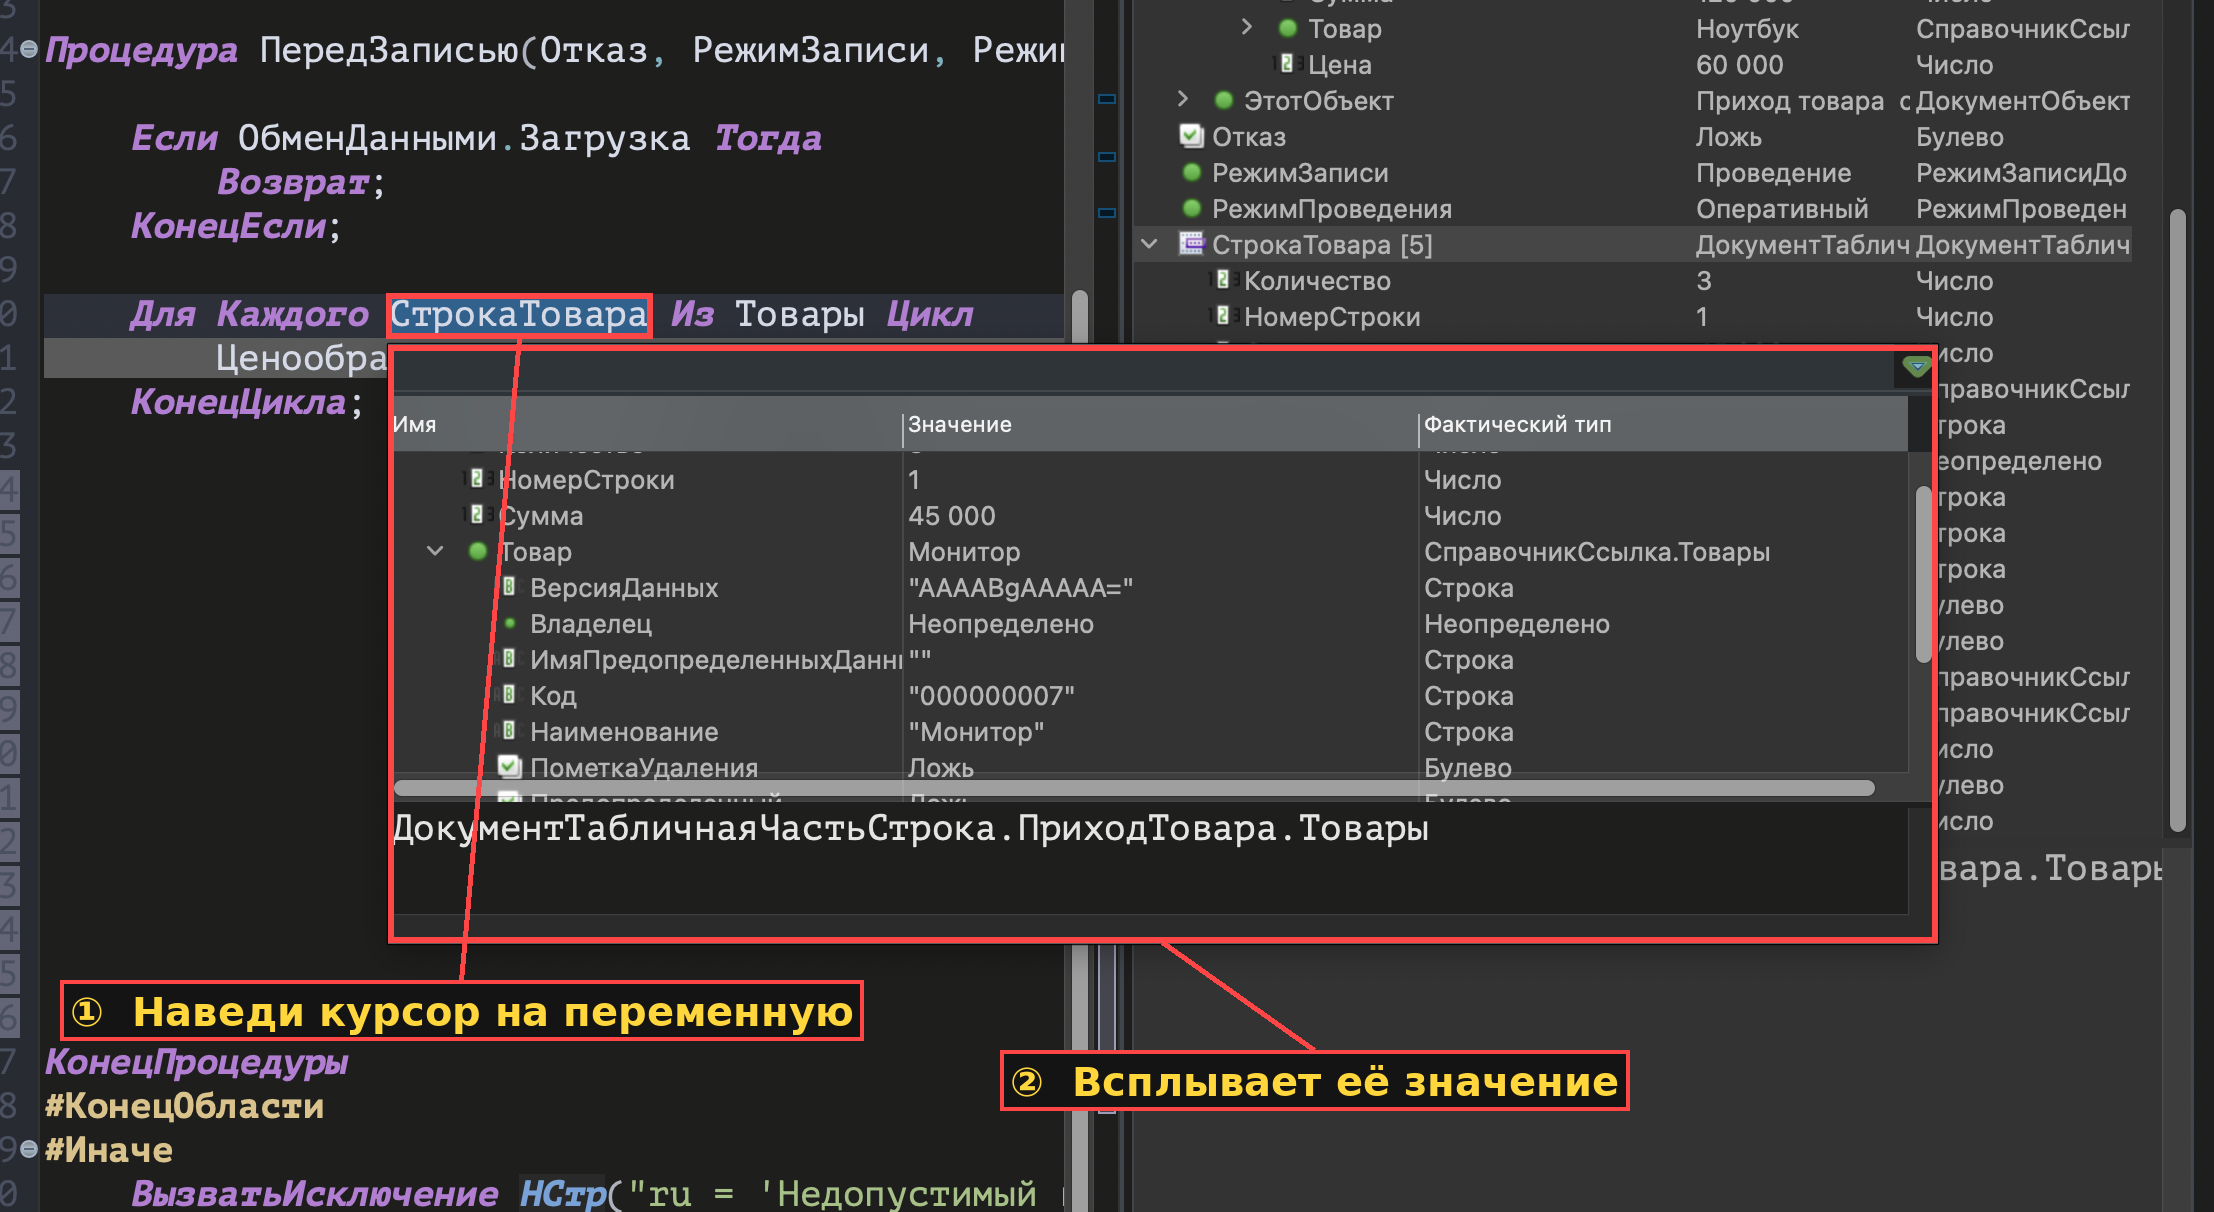 Процедура ПередЗаписью(Отказ, РежимЗаписи,
Если ОбменДанными.Загрузка Тогда
Возврат;
КонецЕсли;
Для Каждого СтрокаТовара Из Товары Цикл
КонецЦикла;
① Наведи курсор на переменную
КонецПроцедуры
#КонецОбласти
#Иначе
ВызватьИсключение НСтр("ru = 'Недопустимый
Товар Ноутбук СправочникСсыл
Цена 60 000 Число
ЭтотОбъект Приход товара с ДокументОбъект
Отказ Ложь Булево
РежимЗаписи Проведение РежимЗаписиДо
РежимПроведения Оперативный РежимПроведен
СтрокаТовара [5] ДокументТаблич ДокументТаблич
Количество 3 Число
НомерСтроки 1 Число
Имя Значение Фактический тип
НомерСтроки 1 Число
Сумма 45 000 Число
Товар Монитор СправочникСсылка.Товары
ВерсияДанных "AAAABgAAAAA=" Строка
Владелец Неопределено Неопределено
ИмяПредопределенныхДанн "" Строка
Код "000000007" Строка
Наименование "Монитор" Строка
ПометкаУдаления Ложь Булево
ДокументТабличнаяЧастьСтрока.ПриходТовара.Товары
② Всплывает её значение